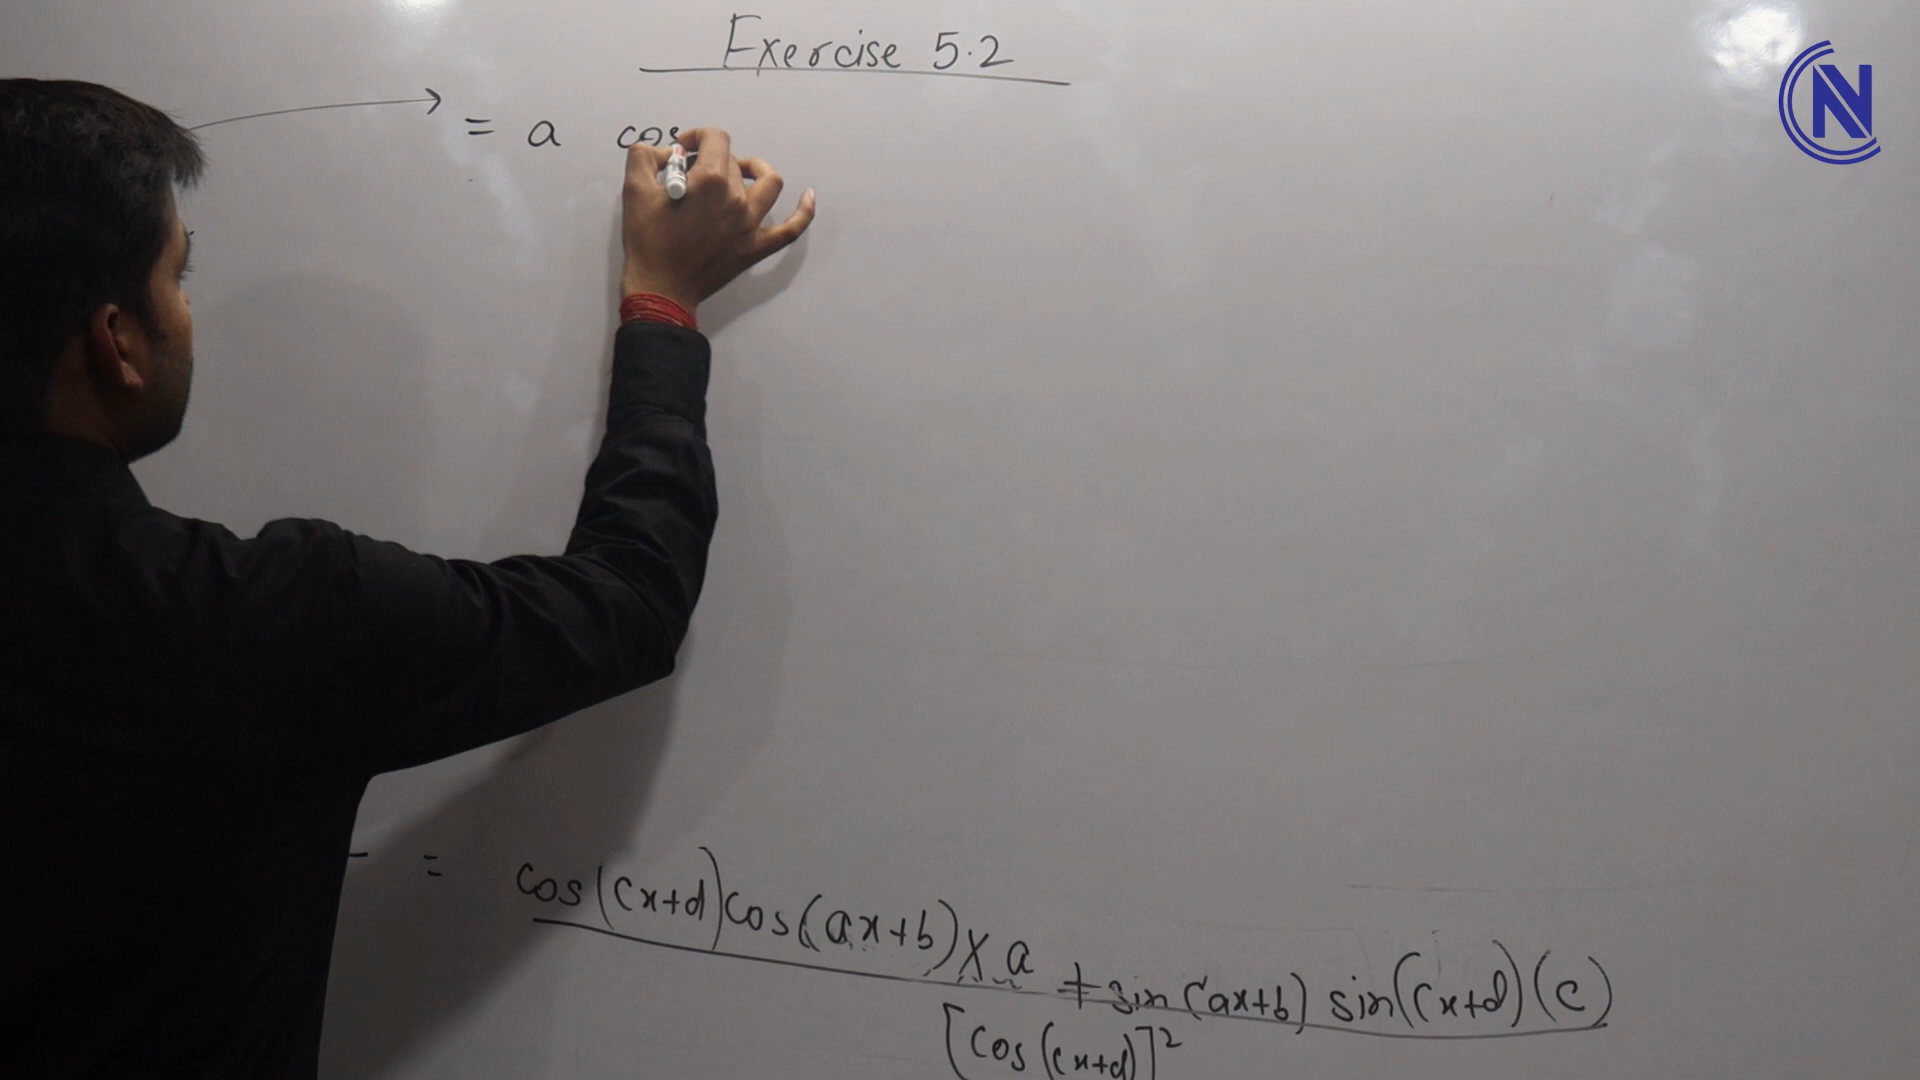 Exercise 5.2
= a cos
= cos(cx+d)cos(ax+b)×a + sin(ax+b) sin(cx+d)(c)
[cos(cx+d)]²
N